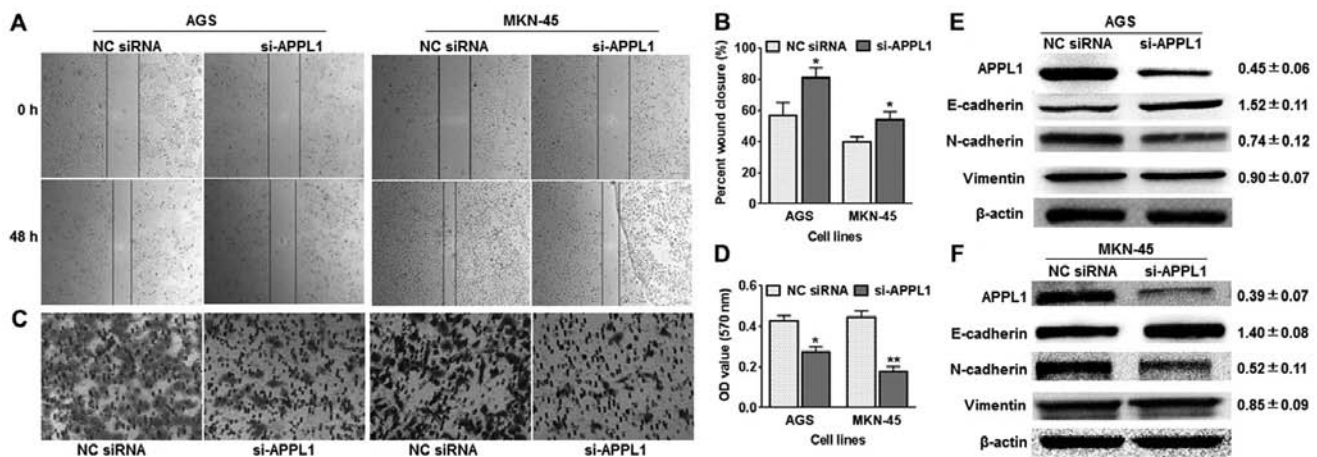 A
AGS
MKN-45
NC siRNA
si-APPL1
NC siRNA
si-APPL1
0 h
48 h
C
NC siRNA
si-APPL1
NC siRNA
si-APPL1
B
NC siRNA
si-APPL1
Percent wound closure (%)
100
80
60
40
20
0
*
*
AGS
MKN-45
Cell lines
D
NC siRNA
si-APPL1
OD value (570 nm)
0.6
0.4
0.2
0.0
*
**
AGS
MKN-45
Cell lines
E
AGS
NC siRNA
si-APPL1
APPL1
0.45±0.06
E-cadherin
1.52±0.11
N-cadherin
0.74±0.12
Vimentin
0.90±0.07
β-actin
F
MKN-45
NC siRNA
si-APPL1
APPL1
0.39±0.07
E-cadherin
1.40±0.08
N-cadherin
0.52±0.11
Vimentin
0.85±0.09
β-actin